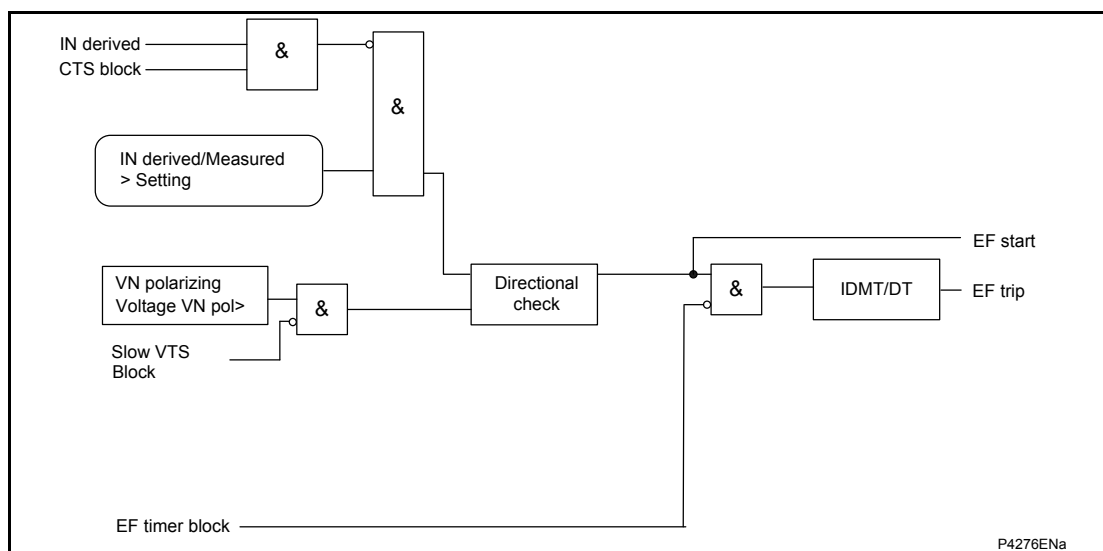 IN derived
CTS block
&
&
IN derived/Measured
> Setting
VN polarizing
Voltage VN pol>
&
Slow VTS
Block
Directional
check
EF start
&
IDMT/DT
EF trip
EF timer block
P4276ENa